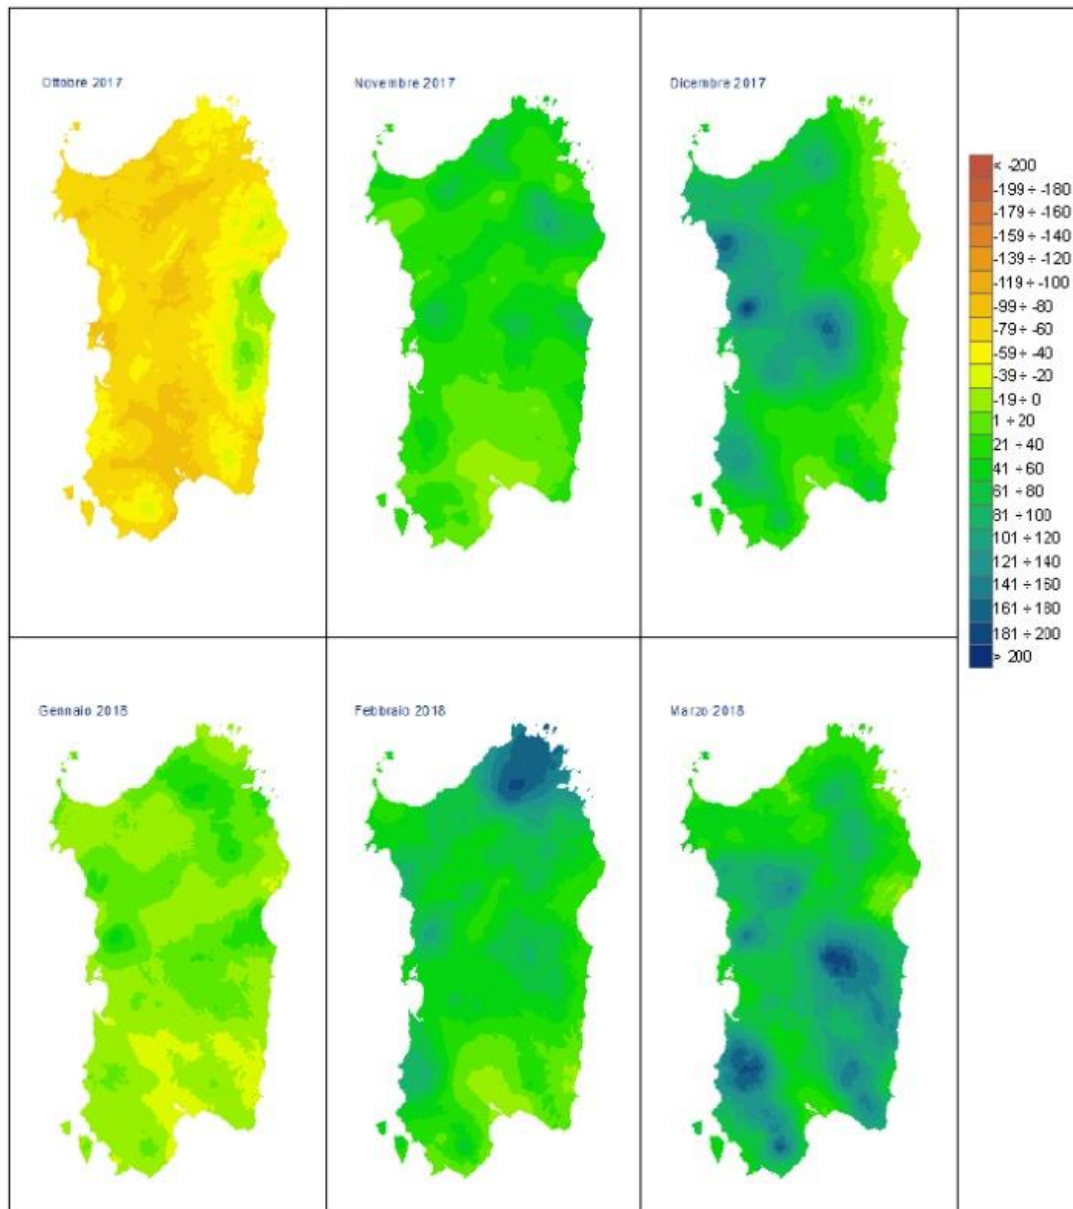 Ottobre 2017
Novembre 2017
Dicembre 2017
< -200
-199 ÷ -180
-179 ÷ -160
-159 ÷ -140
-139 ÷ -120
-119 ÷ -100
-99 ÷ -80
-79 ÷ -60
-59 ÷ -40
-39 ÷ -20
-19 ÷ 0
1 ÷ 20
21 ÷ 40
41 ÷ 60
61 ÷ 80
81 ÷ 100
101 ÷ 120
121 ÷ 140
141 ÷ 160
161 ÷ 180
181 ÷ 200
> 200
Gennaio 2018
Febbraio 2018
Marzo 2018